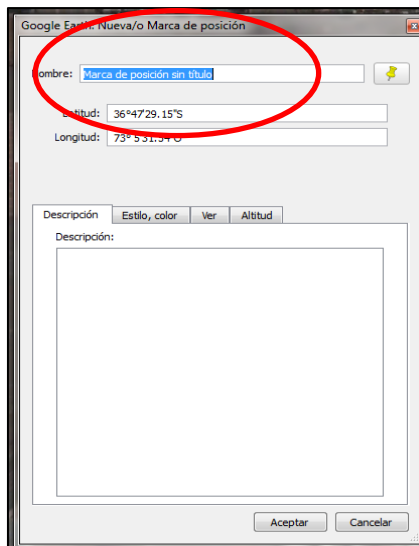 Google Earth: Nueva/o Marca de posición
Nombre: Marca de posición sin título
Latitud: 36°47'29.15"S
Longitud: 73° 5'31.54"O
Descripción Estilo, color Ver Altitud
Descripción:
Aceptar Cancelar